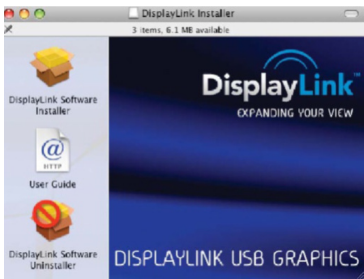 DisplayLink Installer
3 items, 6.1 MB available
DisplayLink Software
Installer
@
HTTP
User Guide
DisplayLink Software
Uninstaller
DisplayLink™
EXPANDING YOUR VIEW
DISPLAYLINK USB GRAPHICS